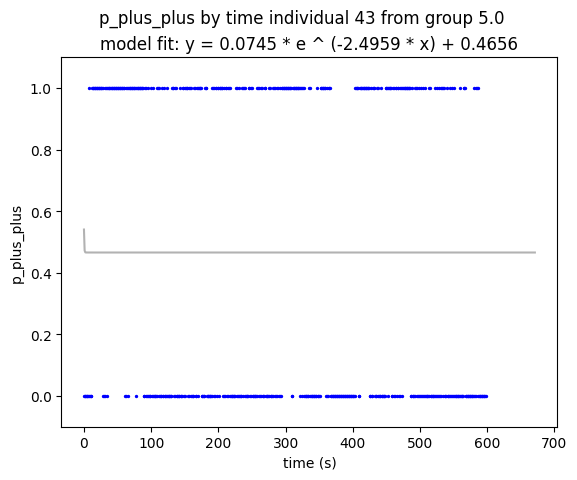 p_plus_plus by time individual 43 from group 5.0
model fit: y = 0.0745 * e ^ (-2.4959 * x) + 0.4656
1.0
0.8
0.6
0.4
0.2
0.0
p_plus_plus
0 100 200 300 400 500 600 700
time (s)